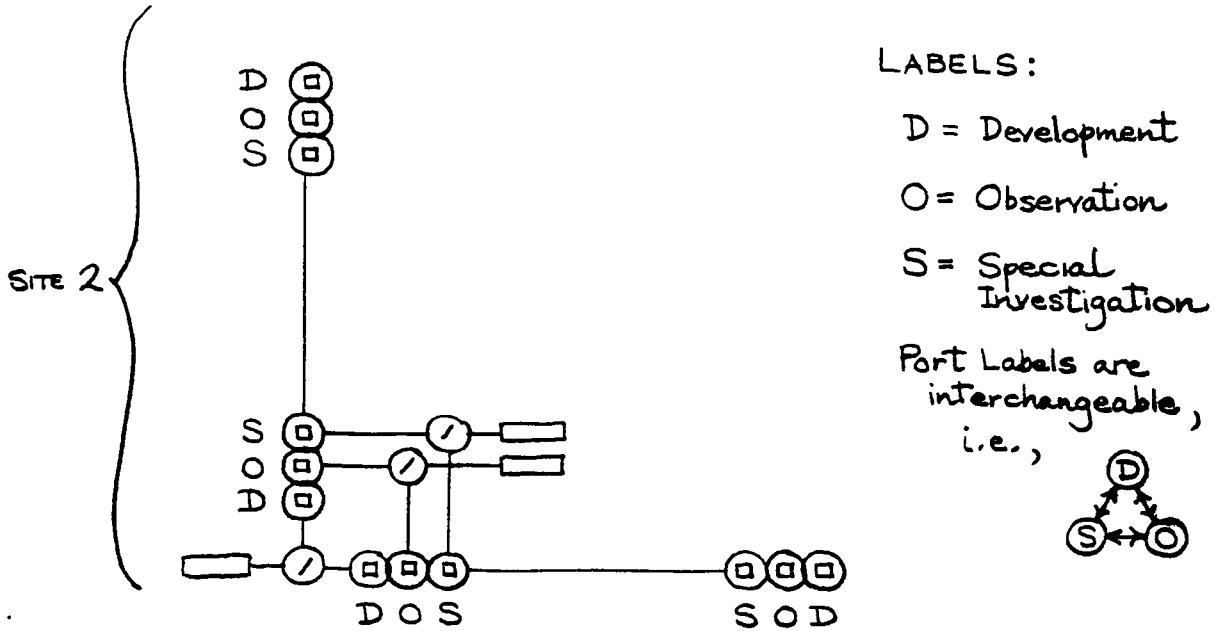 LABELS:
D = Development
O = Observation
S = Special
Investigation
Port Labels are
interchangeable,
i.e.,
D
S O
SITE 2
D
O
S
S
O
D
D O S S O D